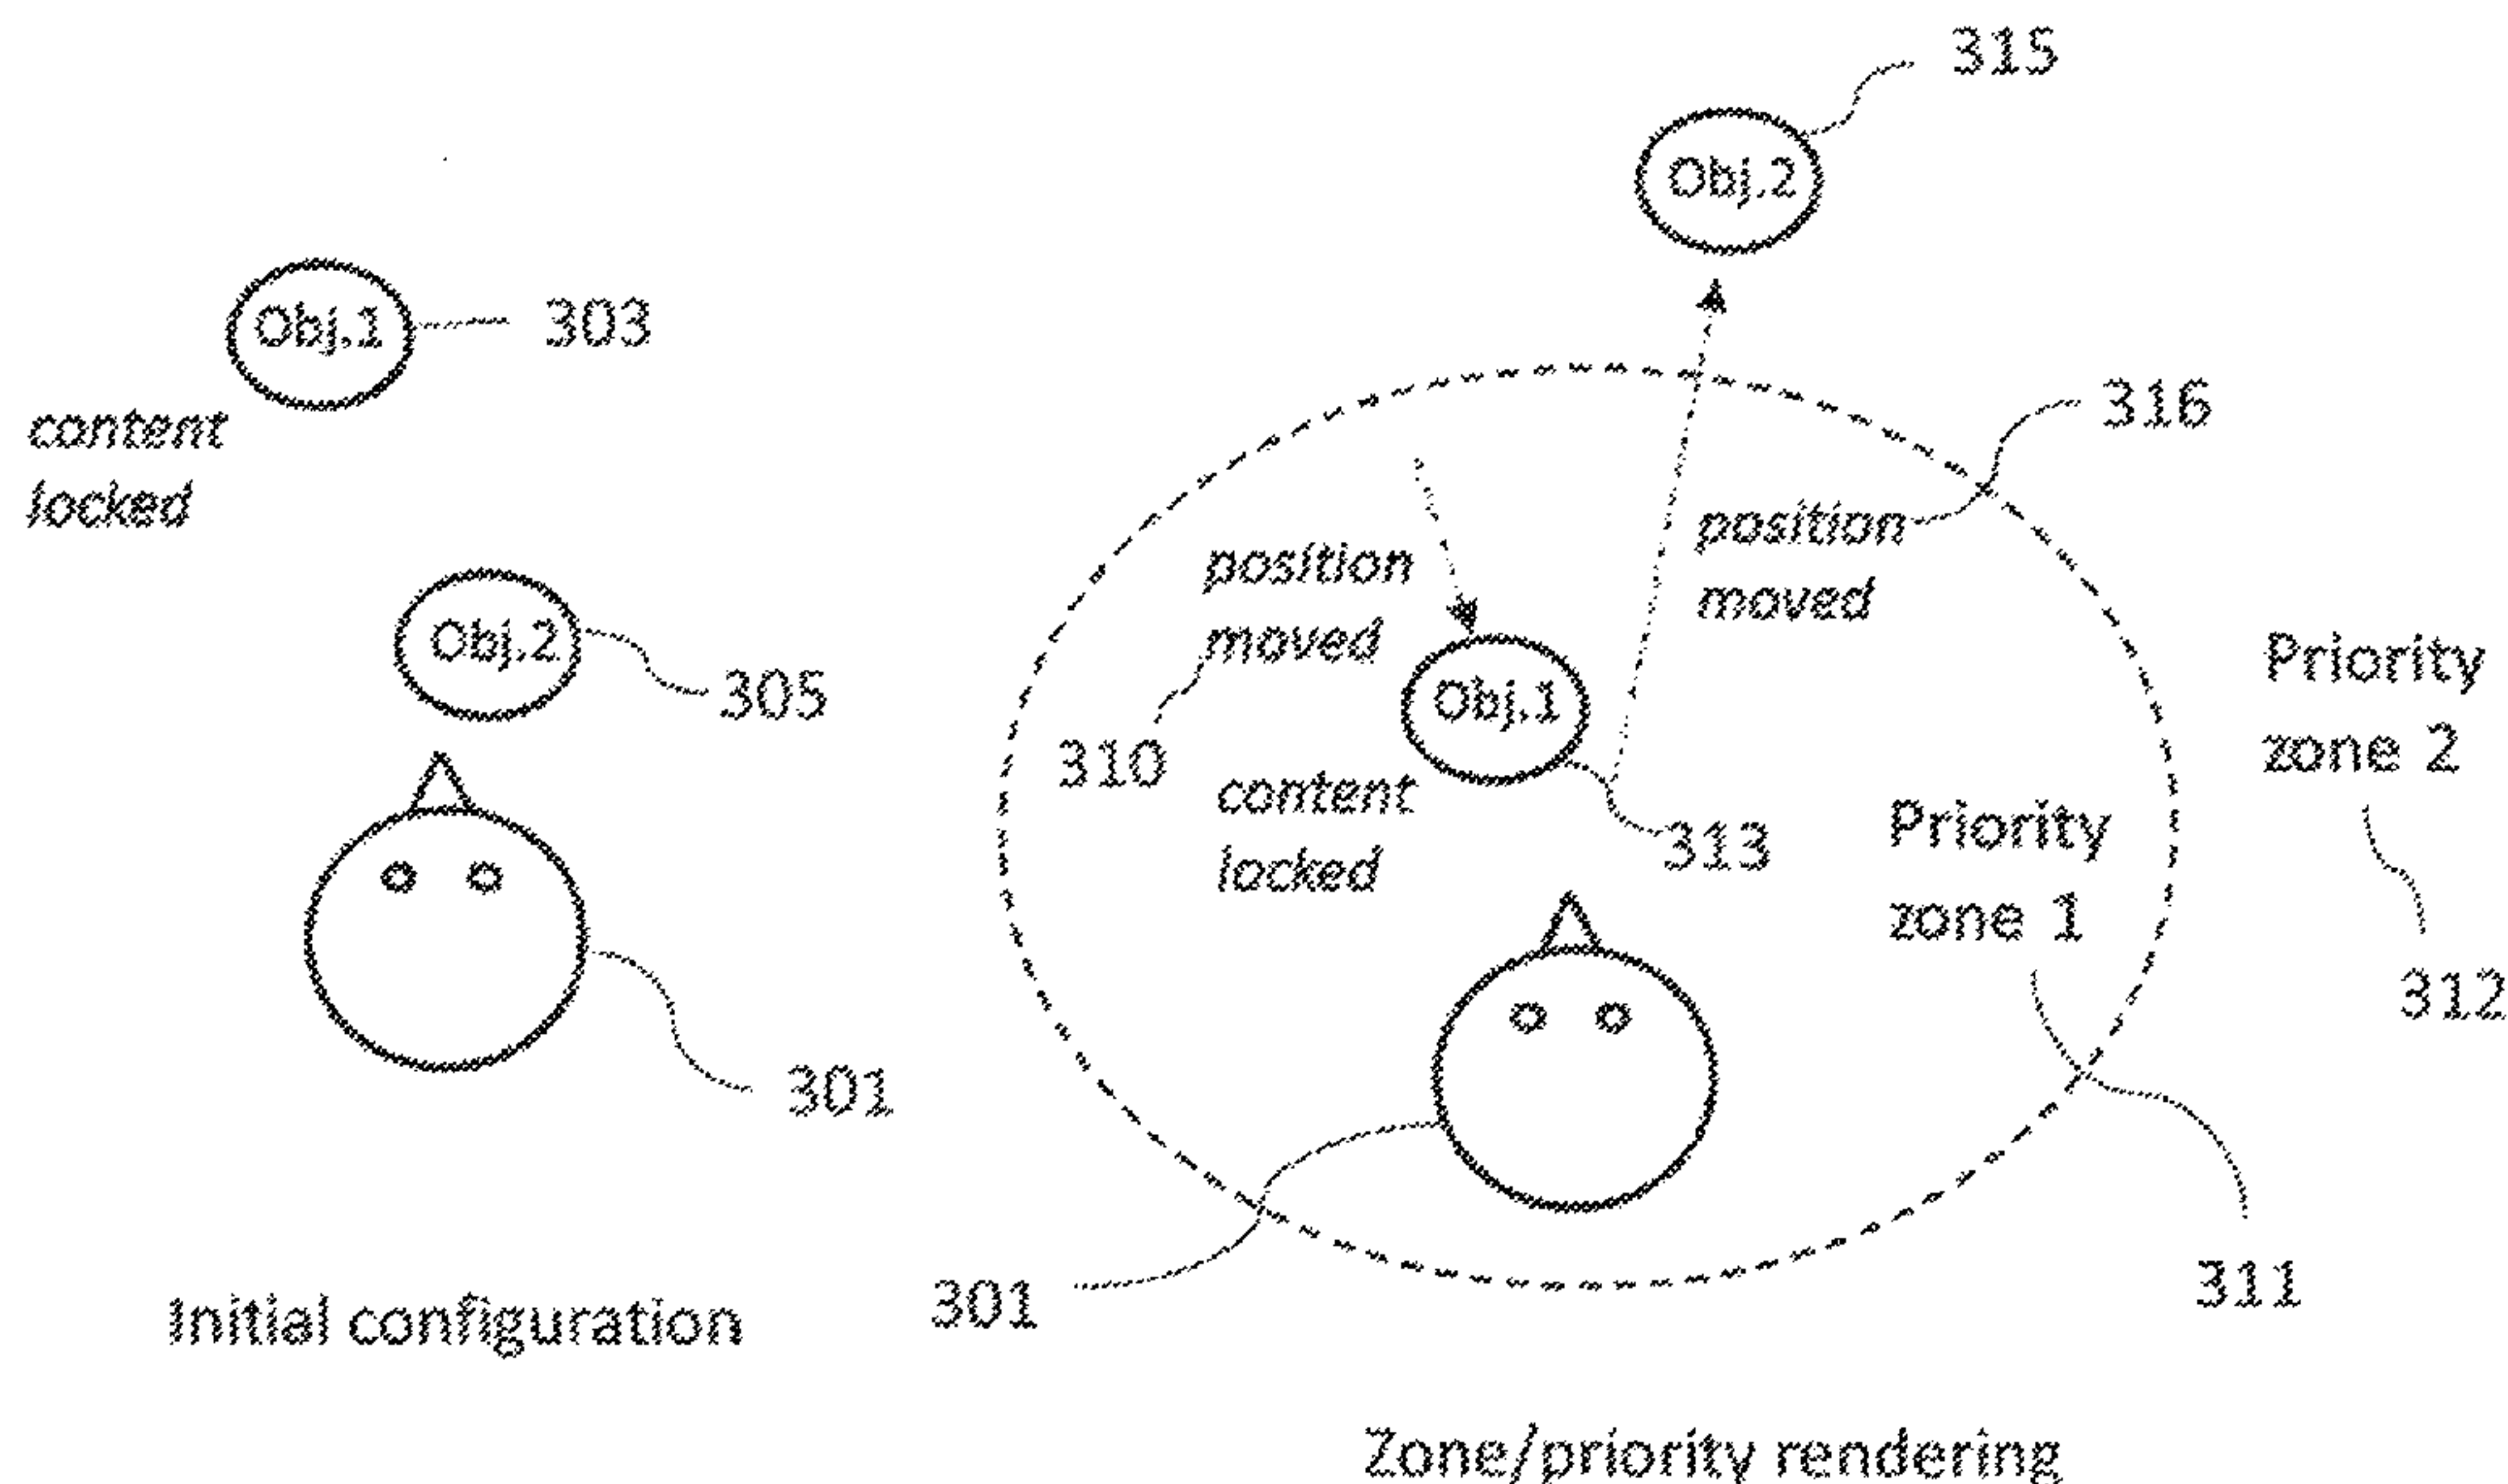 Obj.1
303
content
locked
Obj.2
305
301
Initial configuration
315
Obj.2
316
position
moved
position
moved
310
Obj.1
content
locked
313
Priority
zone 1
Priority
zone 2
312
311
301
Zone/priority rendering